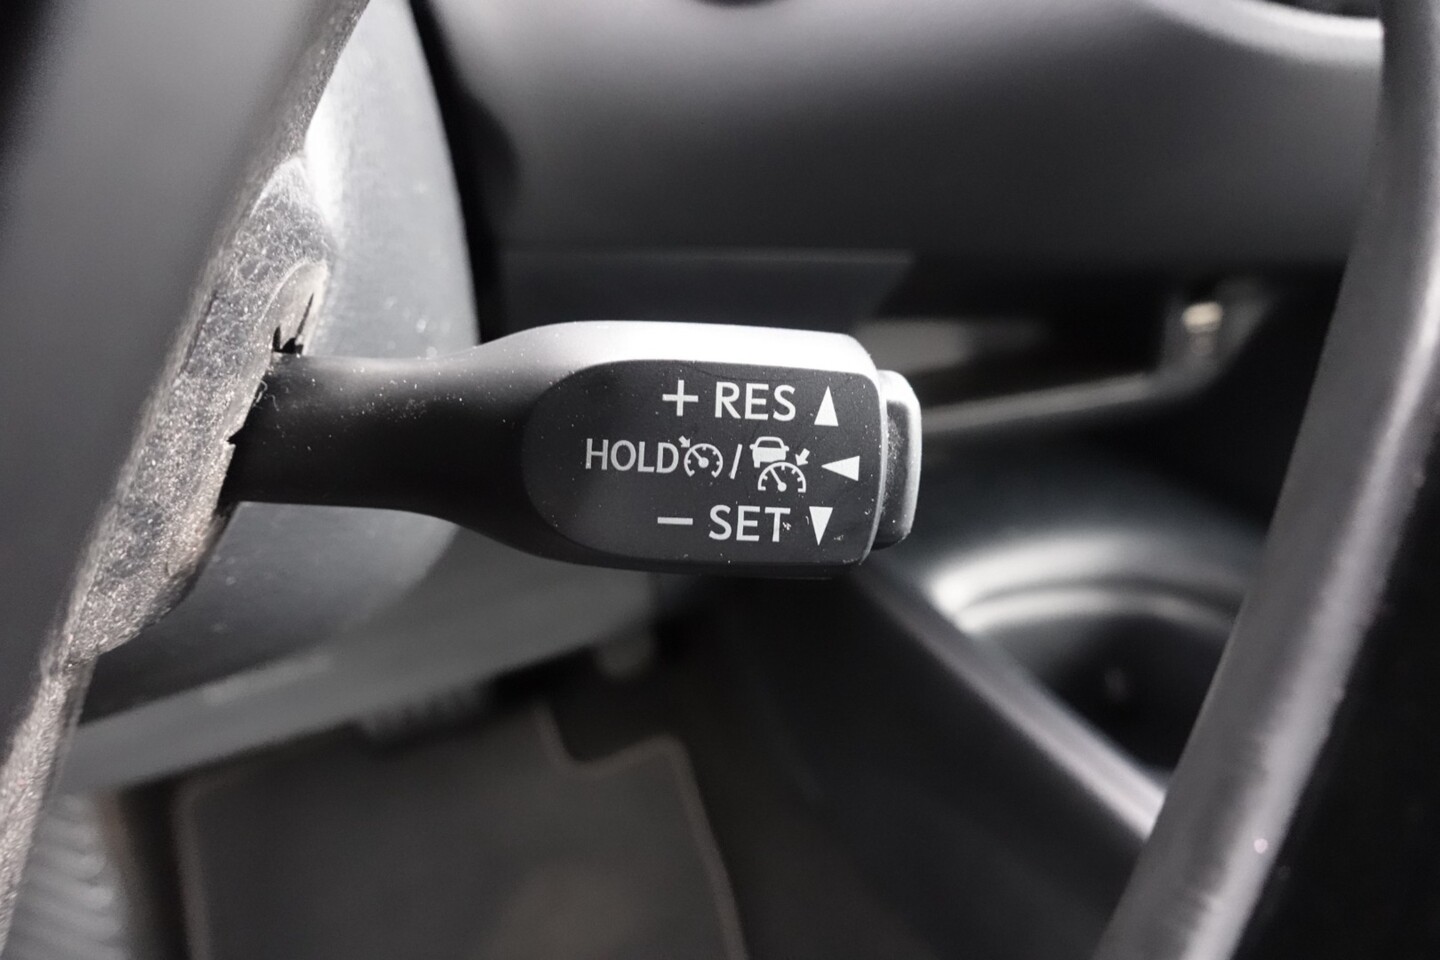 + RES ▲
HOLD / ◀
− SET ▼